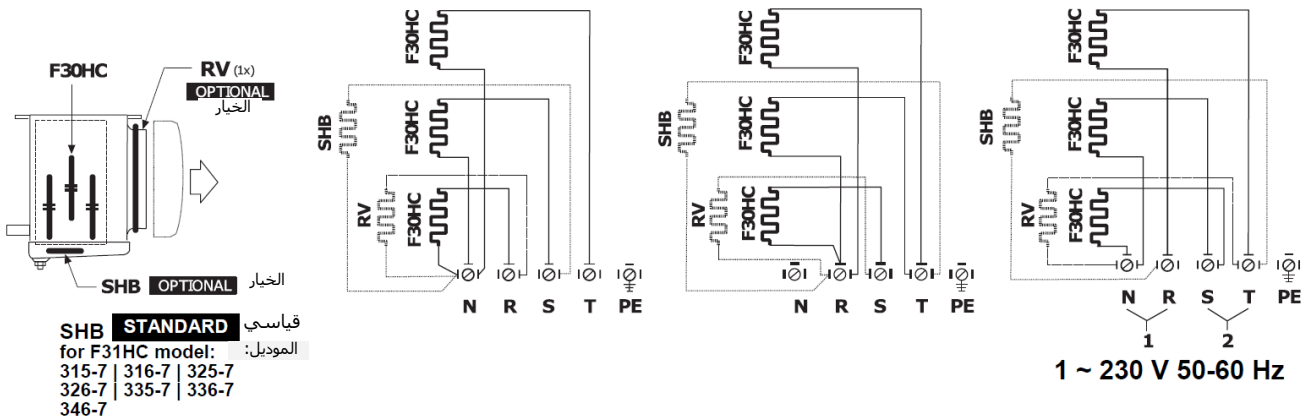 F30HC
RV (1x)
OPTIONAL
الخيار
SHB OPTIONAL الخيار
SHB STANDARD قياسي
for F31HC model: الموديل:
315-7 | 316-7 | 325-7
326-7 | 335-7 | 336-7
346-7
F30HC
SHB
F30HC
RV
F30HC
N R S T PE
F30HC
SHB
F30HC
RV
F30HC
N R S T PE
F30HC
SHB
F30HC
RV
F30HC
N R S T PE
1 2
1 ~ 230 V 50-60 Hz